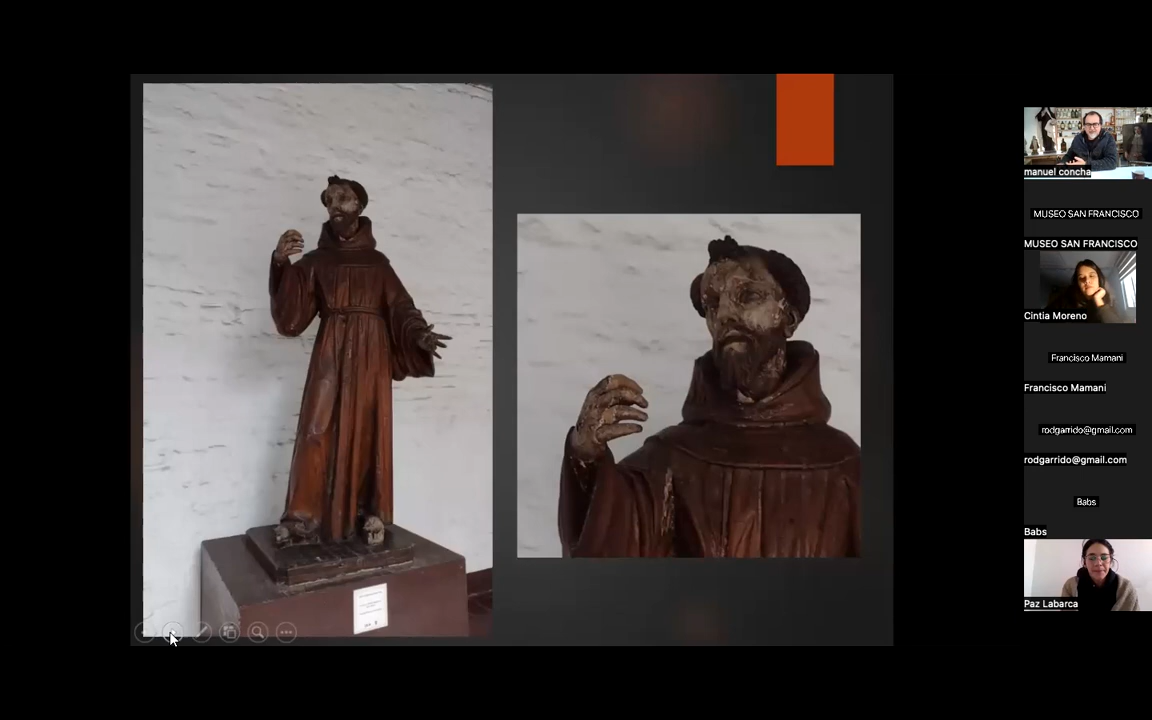 manuel concha
MUSEO SAN FRANCISCO
MUSEO SAN FRANCISCO
Cintia Moreno
Francisco Mamani
Francisco Mamani
rodgarrido@gmail.com
rodgarrido@gmail.com
Babs
Babs
Paz Labarca